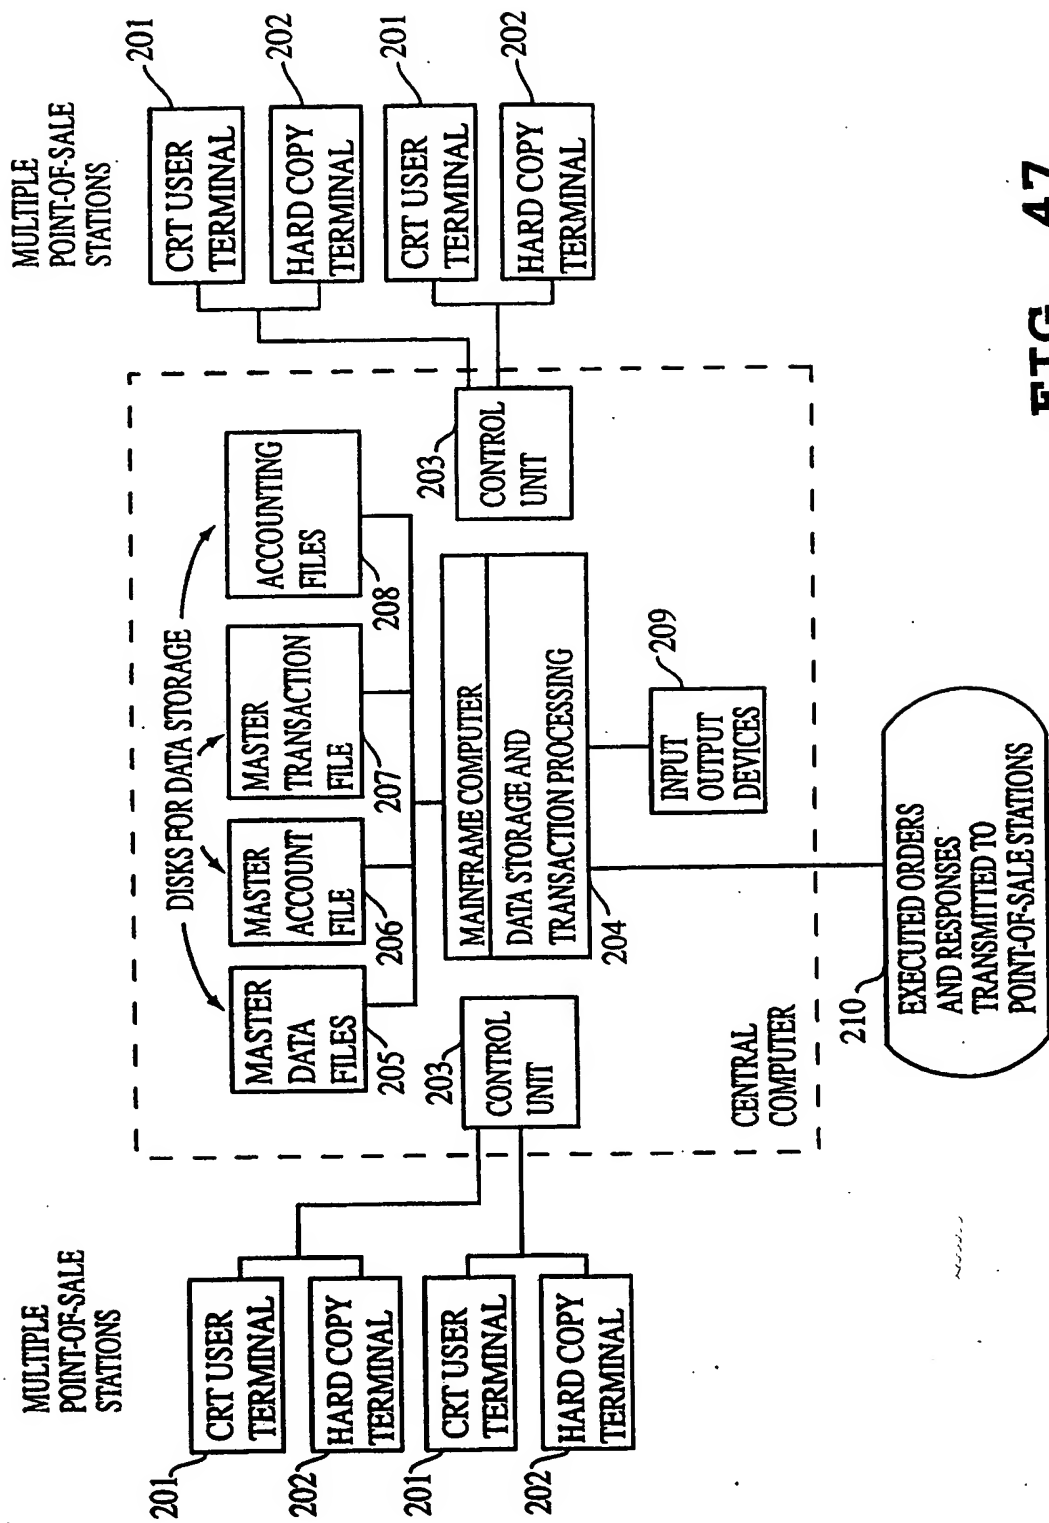 MULTIPLE
POINT-OF-SALE
STATIONS
CRT USER
TERMINAL
201
HARD COPY
TERMINAL
202
CRT USER
TERMINAL
201
HARD COPY
TERMINAL
202
DISKS FOR DATA STORAGE
MASTER
DATA
FILES
205
MASTER
ACCOUNT
FILE
206
MASTER
TRANSACTION
FILE
207
ACCOUNTING
FILES
208
203
CONTROL
UNIT
MAINFRAME COMPUTER
DATA STORAGE AND
TRANSACTION PROCESSING
204
203
CONTROL
UNIT
209
INPUT
OUTPUT
DEVICES
CENTRAL
COMPUTER
210
EXECUTED ORDERS
AND RESPONSES
TRANSMITTED TO
POINT-OF-SALE STATIONS
MULTIPLE
POINT-OF-SALE
STATIONS
CRT USER
TERMINAL
201
HARD COPY
TERMINAL
202
CRT USER
TERMINAL
201
HARD COPY
TERMINAL
202
FIG. 47